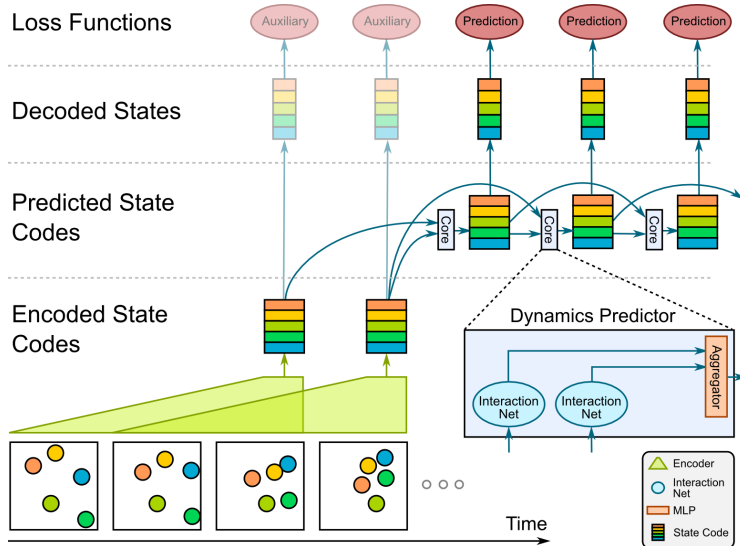 Loss Functions
Auxiliary
Auxiliary
Prediction
Prediction
Prediction
Decoded States
Predicted State
Codes
Core
Core
Core
Encoded State
Codes
Dynamics Predictor
Interaction
Net
Interaction
Net
Aggregator
Encoder
Interaction
Net
MLP
State Code
Time